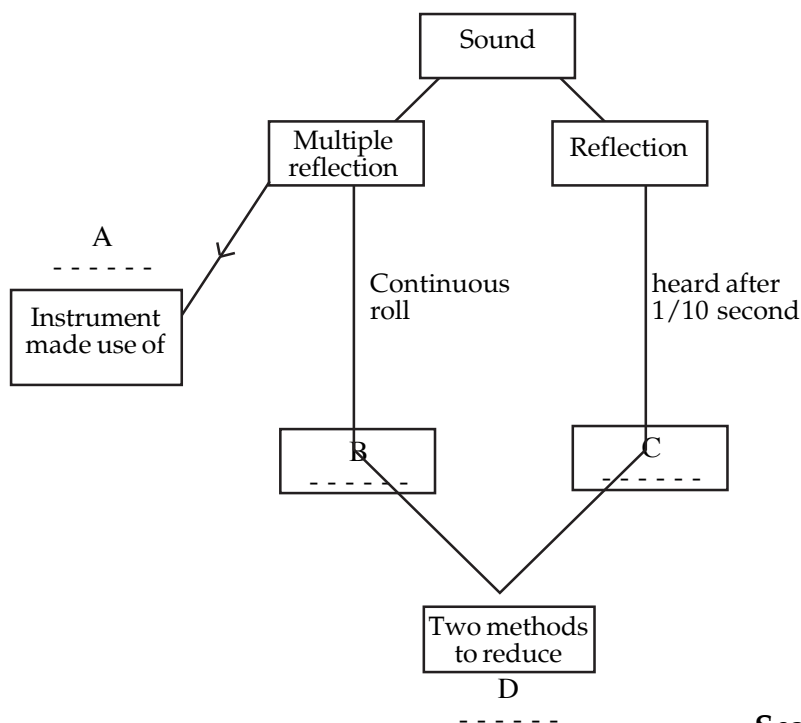 Sound
Multiple
reflection
Reflection
A
- - - - - -
Instrument
made use of
Continuous
roll
heard after
1/10 second
B
- - - - - -
C
- - - - - -
Two methods
to reduce
D
- - - - - -